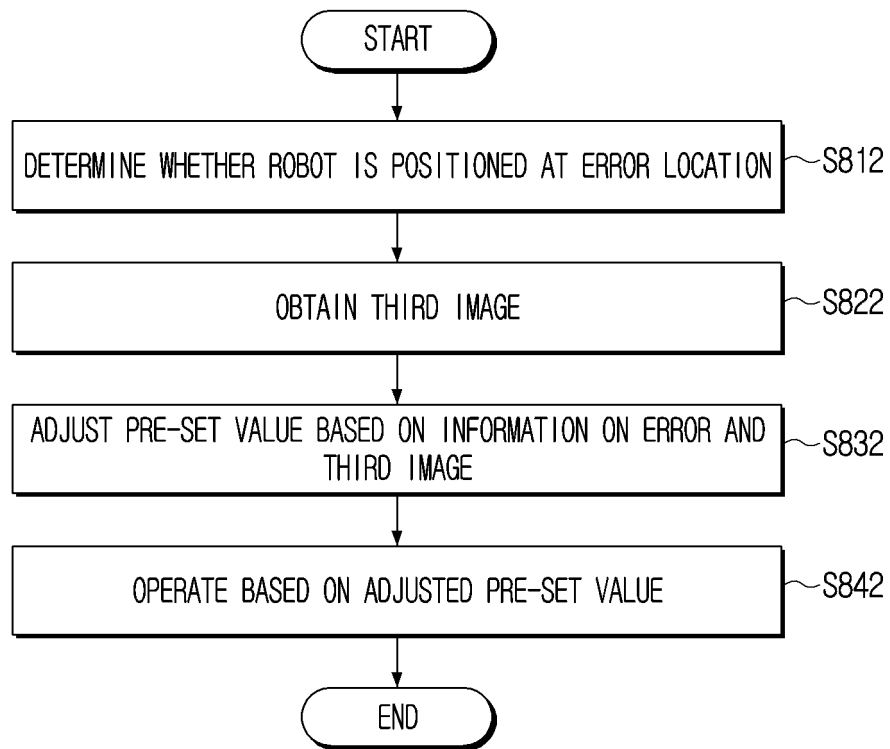 START
DETERMINE WHETHER ROBOT IS POSITIONED AT ERROR LOCATION
S812
OBTAIN THIRD IMAGE
S822
ADJUST PRE-SET VALUE BASED ON INFORMATION ON ERROR AND
THIRD IMAGE
S832
OPERATE BASED ON ADJUSTED PRE-SET VALUE
S842
END